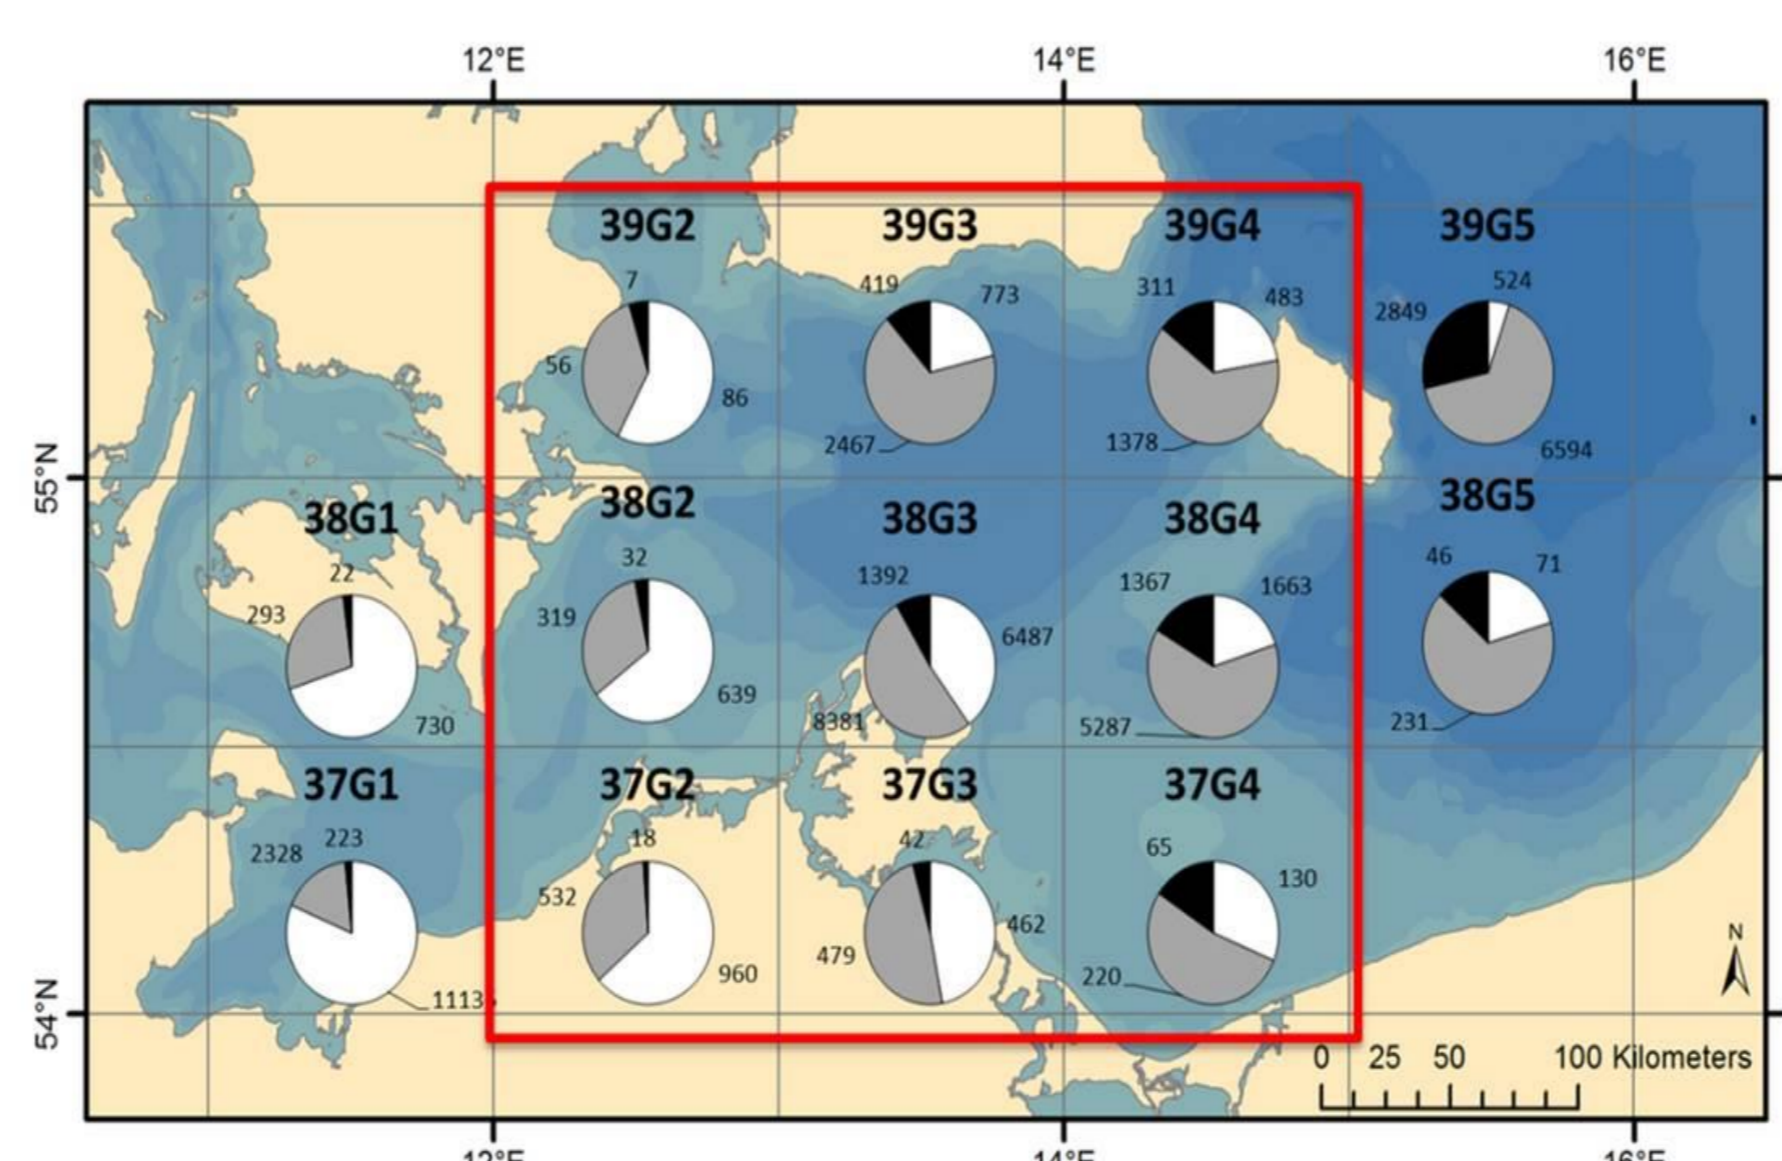 12°E 14°E 16°E
39G2 39G3 39G4 39G5
7 419 773 311 483 2849 524
56 86 2467 1378 6594
55°N
38G1 38G2 38G3 38G4 38G5
22 32 1392 1367 1663 46 71
293 319 6487
730 639 8381 5287 231
37G1 37G2 37G3 37G4
2328 223 18 42 65 130
532 462
479 960 220
1113
54°N
N
0 25 50 100 Kilometers